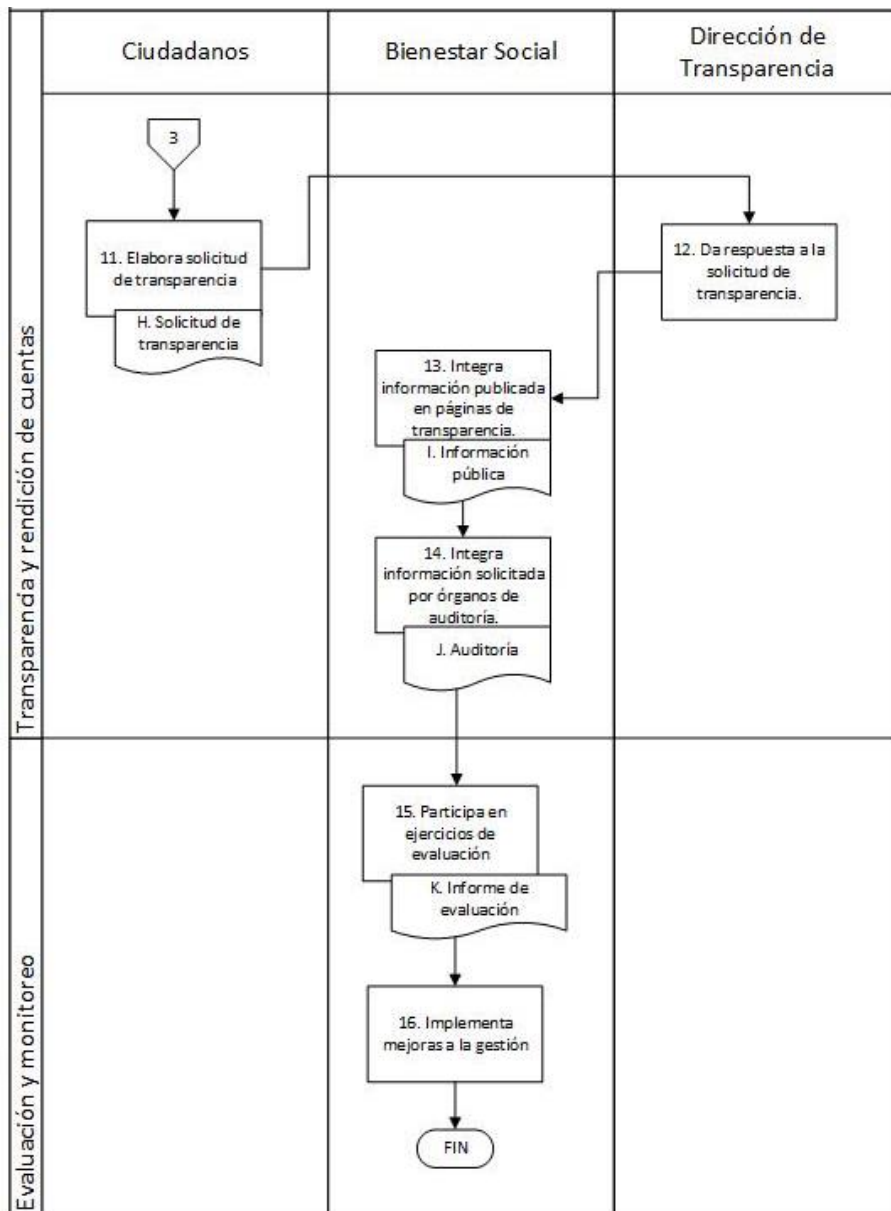 Ciudadanos
Bienestar Social
Dirección de
Transparencia
Transparencia y rendición de cuentas
3
11. Elabora solicitud
de transparencia
H. Solicitud de
transparencia
12. Da respuesta a la
solicitud de
transparencia.
13. Integra
información publicada
en páginas de
transparencia.
I. Información
pública
14. Integra
información solicitada
por órganos de
auditoría.
J. Auditoría
Evaluación y monitoreo
15. Participa en
ejercicios de
evaluación
K. Informe de
evaluación
16. Implementa
mejoras a la gestión
FIN